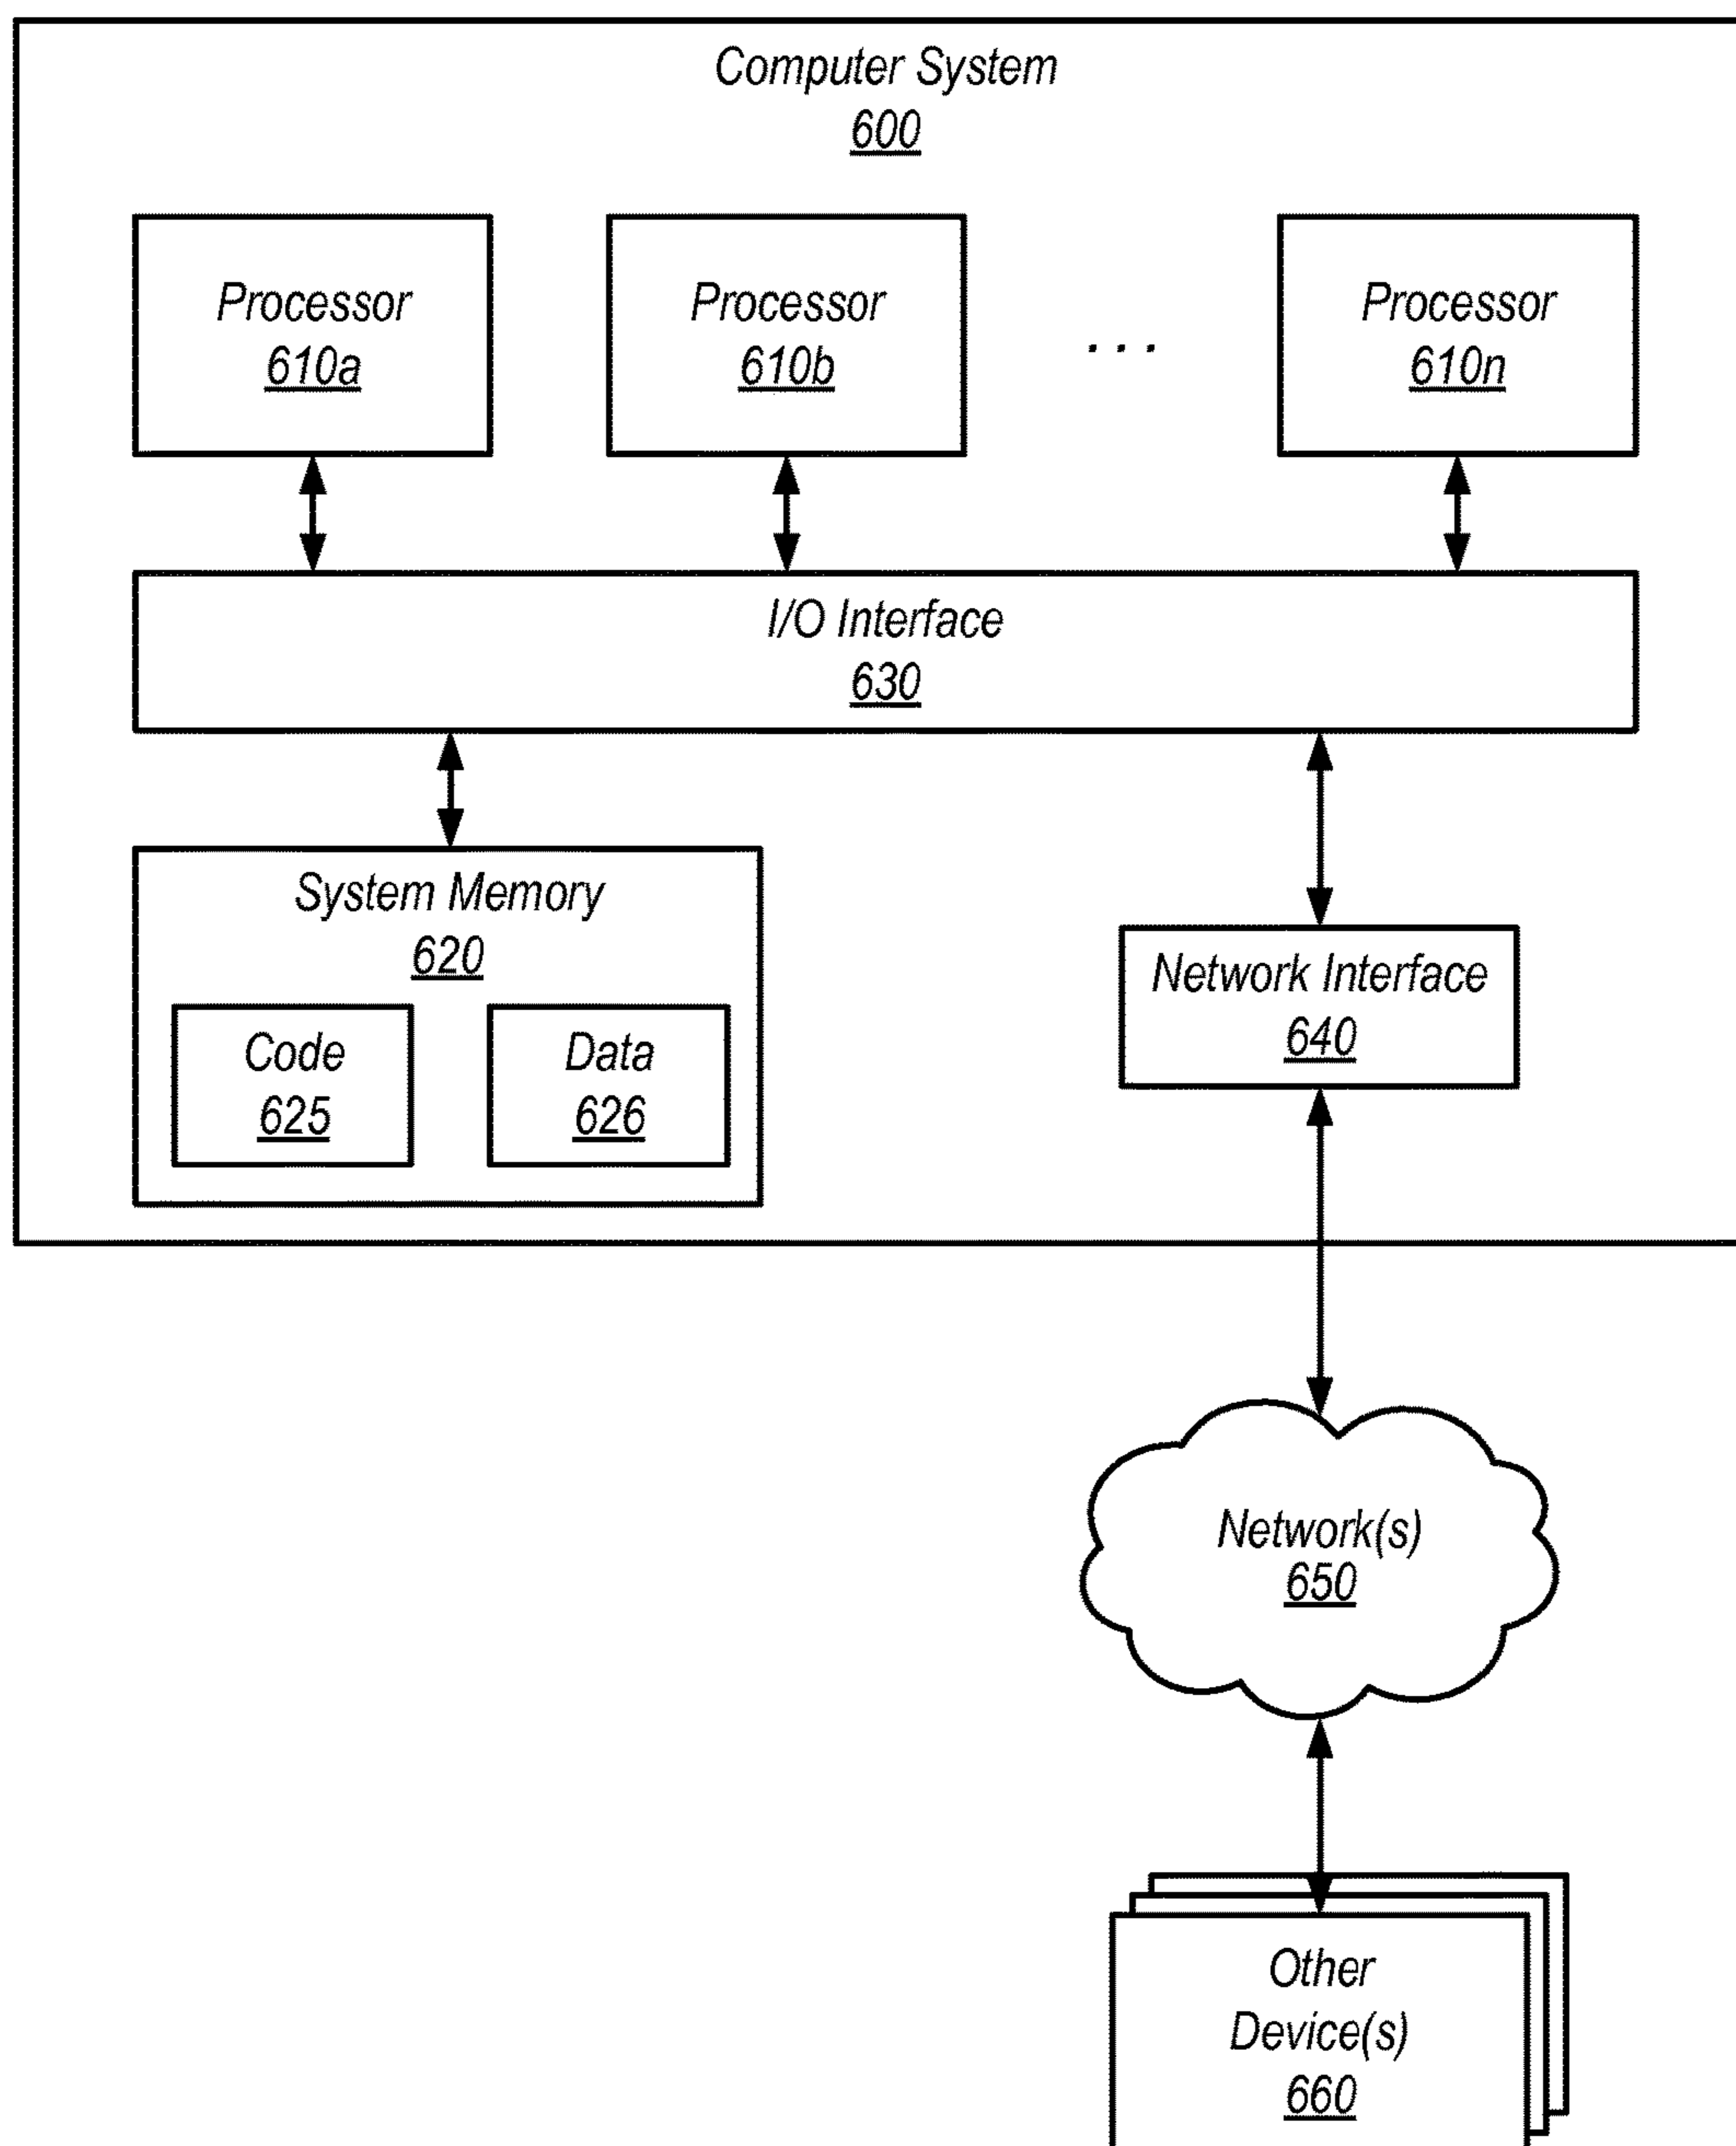 Computer System
600
Processor
610a
Processor
610b
. . .
Processor
610n
I/O Interface
630
System Memory
620
Code
625
Data
626
Network Interface
640
Network(s)
650
Other
Device(s)
660